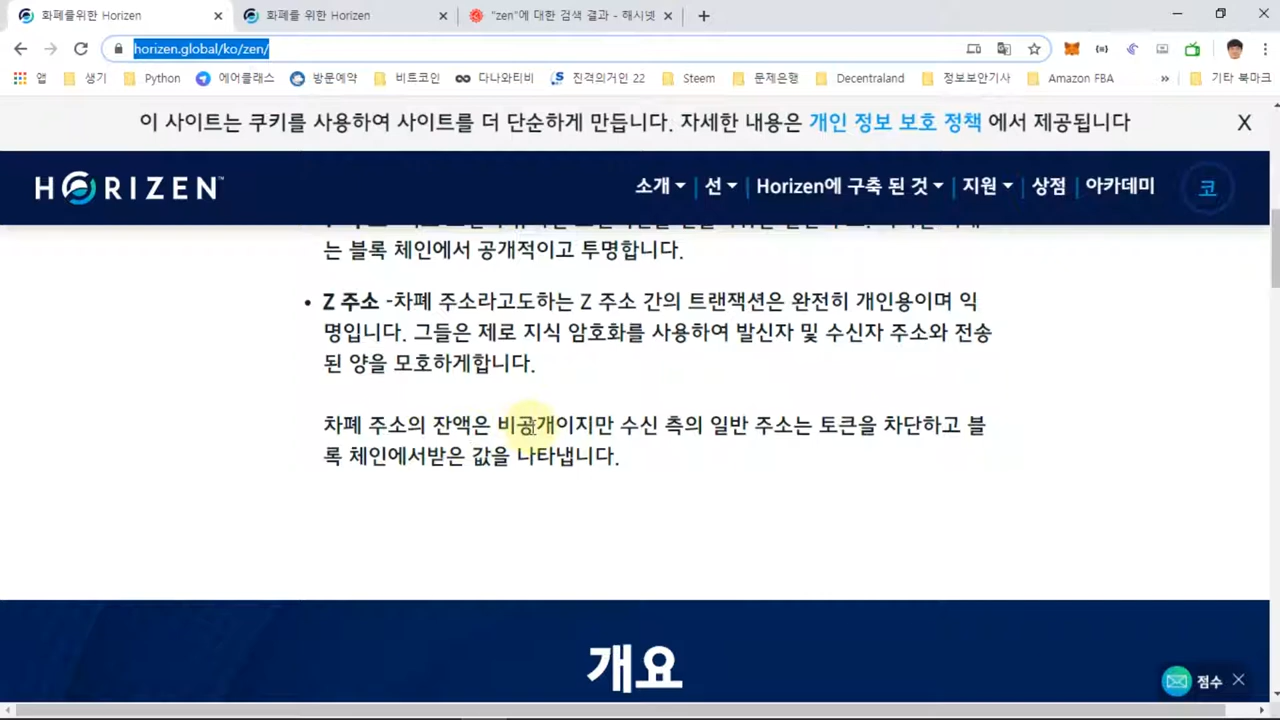 화폐를위한 Horizen
화폐를 위한 Horizen
"zen"에 대한 검색 결과 - 해시넷
horizen.global/ko/zen/
앱
생기
Python
에어클래스
방문예약
비트코인
다나와티비
진격의거인 22
Steem
문제은행
Decentraland
정보보안기사
Amazon FBA
»
기타 북마크
이 사이트는 쿠키를 사용하여 사이트를 더 단순하게 만듭니다. 자세한 내용은 개인 정보 보호 정책 에서 제공됩니다
X
HORIZEN™
소개 | 선 | Horizen에 구축 된 것 | 지원 | 상점 | 아카데미
코
는 블록 체인에서 공개적이고 투명합니다.
• Z 주소 -차폐 주소라고도하는 Z 주소 간의 트랜잭션은 완전히 개인용이며 익
명입니다. 그들은 제로 지식 암호화를 사용하여 발신자 및 수신자 주소와 전송
된 양을 모호하게합니다.
차폐 주소의 잔액은 비공개이지만 수신 측의 일반 주소는 토큰을 차단하고 블
록 체인에서받은 값을 나타냅니다.
개요
점수